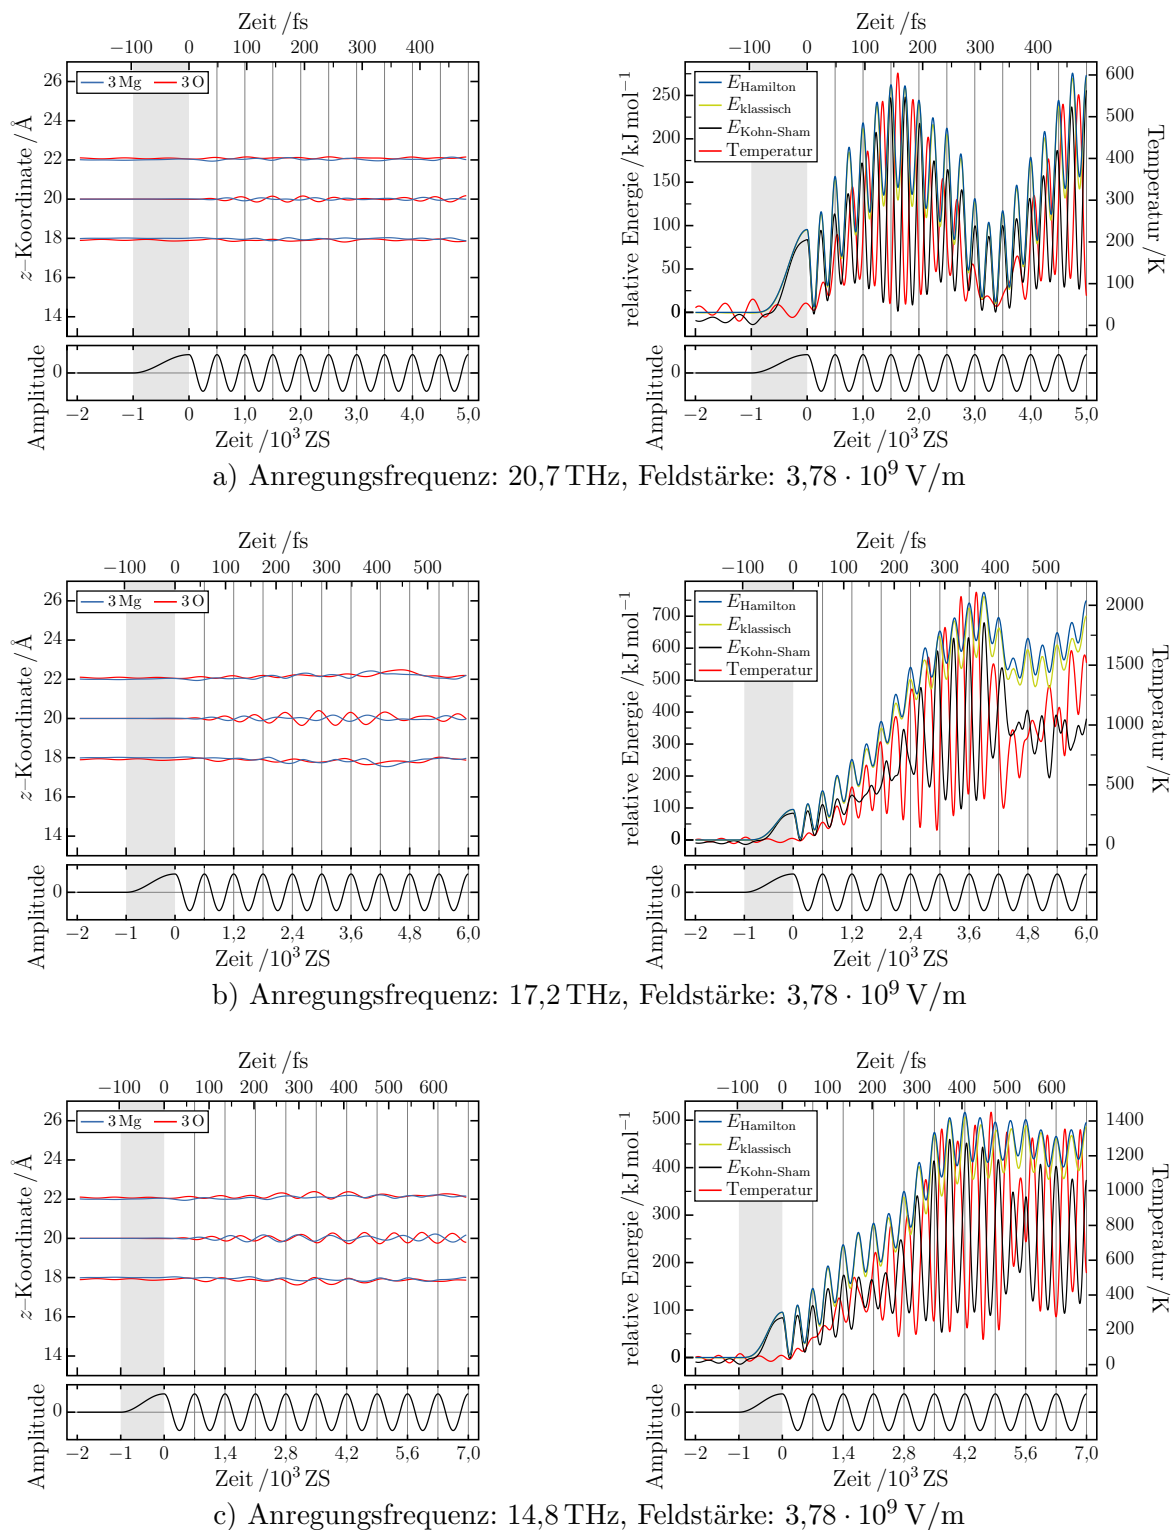 Zeit /fs
−100 0 100 200 300 400
26
24
22
20
18
16
14
z–Koordinate /Å
3 Mg 3 O
Amplitude
0
−2 −1 0 1,0 2,0 3,0 4,0 5,0
Zeit /10³ ZS
Zeit /fs
−100 0 100 200 300 400
250
200
150
100
50
0
relative Energie /kJ mol⁻¹
E_Hamilton
E_klassisch
E_Kohn-Sham
Temperatur
600
500
400
300
200
100
0
Temperatur /K
Amplitude
0
−2 −1 0 1,0 2,0 3,0 4,0 5,0
Zeit /10³ ZS
a) Anregungsfrequenz: 20,7 THz, Feldstärke: 3,78 · 10⁹ V/m
Zeit /fs
−100 0 100 200 300 400 500
26
24
22
20
18
16
14
z–Koordinate /Å
3 Mg 3 O
Amplitude
0
−2 −1 0 1,2 2,4 3,6 4,8 6,0
Zeit /10³ ZS
Zeit /fs
−100 0 100 200 300 400 500
700
600
500
400
300
200
100
0
relative Energie /kJ mol⁻¹
E_Hamilton
E_klassisch
E_Kohn-Sham
Temperatur
2000
1500
1000
500
0
Temperatur /K
Amplitude
0
−2 −1 0 1,2 2,4 3,6 4,8 6,0
Zeit /10³ ZS
b) Anregungsfrequenz: 17,2 THz, Feldstärke: 3,78 · 10⁹ V/m
Zeit /fs
−100 0 100 200 300 400 500 600
26
24
22
20
18
16
14
z–Koordinate /Å
3 Mg 3 O
Amplitude
0
−2 −1 0 1,4 2,8 4,2 5,6 7,0
Zeit /10³ ZS
Zeit /fs
−100 0 100 200 300 400 500 600
500
400
350
300
200
100
0
relative Energie /kJ mol⁻¹
E_Hamilton
E_klassisch
E_Kohn-Sham
Temperatur
1400
1200
1000
800
600
400
200
0
Temperatur /K
Amplitude
0
−2 −1 0 1,4 2,8 4,2 5,6 7,0
Zeit /10³ ZS
c) Anregungsfrequenz: 14,8 THz, Feldstärke: 3,78 · 10⁹ V/m